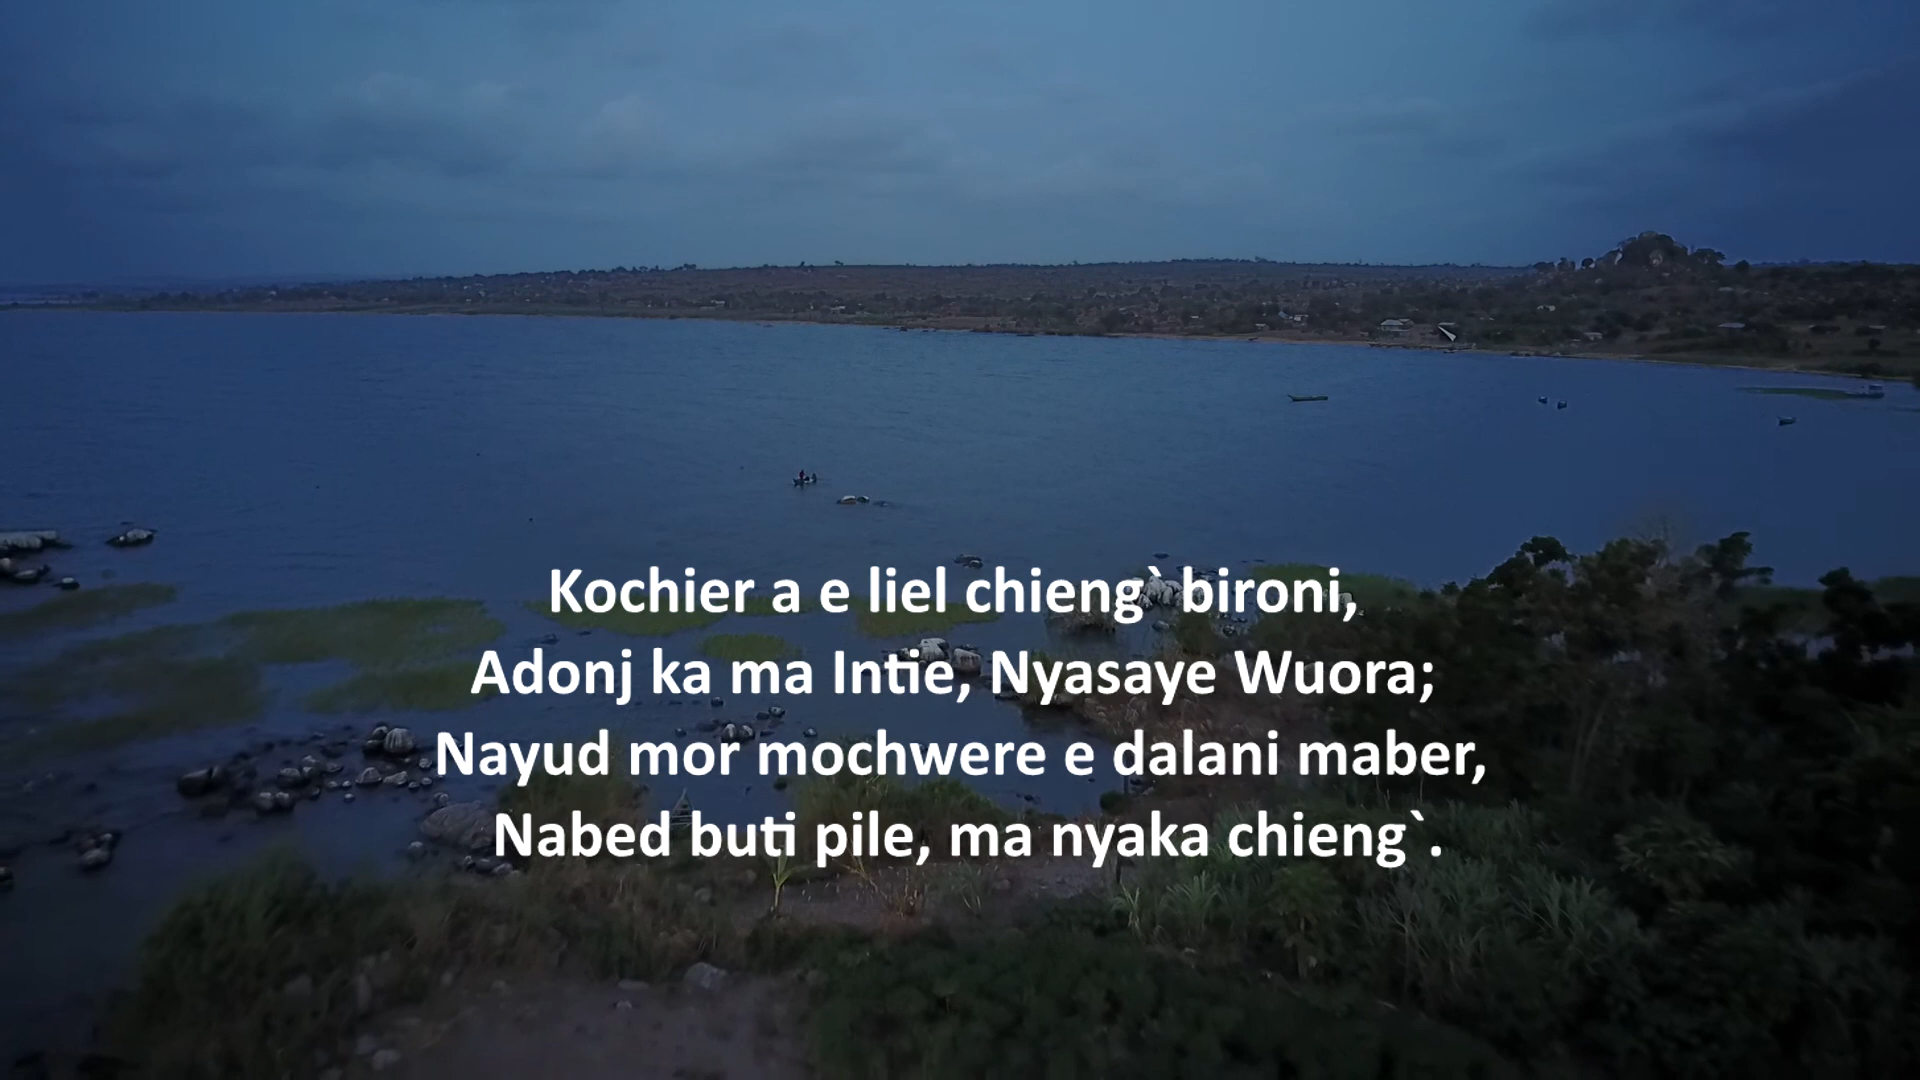 Kochier a e liel chieng` bironi,
Adonj ka ma Intie, Nyasaye Wuora;
Nayud mor mochwere e dalani maber,
Nabed buti pile, ma nyaka chieng`.